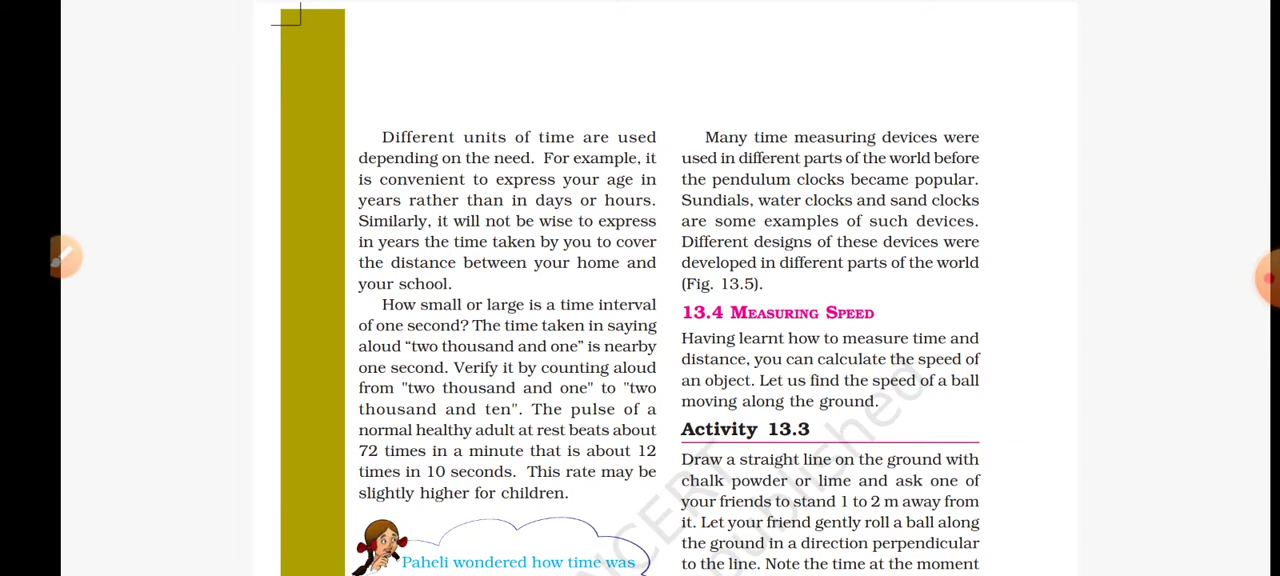 Different units of time are used
depending on the need. For example, it
is convenient to express your age in
years rather than in days or hours.
Similarly, it will not be wise to express
in years the time taken by you to cover
the distance between your home and
your school.
How small or large is a time interval
of one second? The time taken in saying
aloud “two thousand and one” is nearby
one second. Verify it by counting aloud
from "two thousand and one" to "two
thousand and ten". The pulse of a
normal healthy adult at rest beats about
72 times in a minute that is about 12
times in 10 seconds. This rate may be
slightly higher for children.
Paheli wondered how time was
Many time measuring devices were
used in different parts of the world before
the pendulum clocks became popular.
Sundials, water clocks and sand clocks
are some examples of such devices.
Different designs of these devices were
developed in different parts of the world
(Fig. 13.5).
13.4 MEASURING SPEED
Having learnt how to measure time and
distance, you can calculate the speed of
an object. Let us find the speed of a ball
moving along the ground.
Activity 13.3
Draw a straight line on the ground with
chalk powder or lime and ask one of
your friends to stand 1 to 2 m away from
it. Let your friend gently roll a ball along
the ground in a direction perpendicular
to the line. Note the time at the moment
NCERT
published